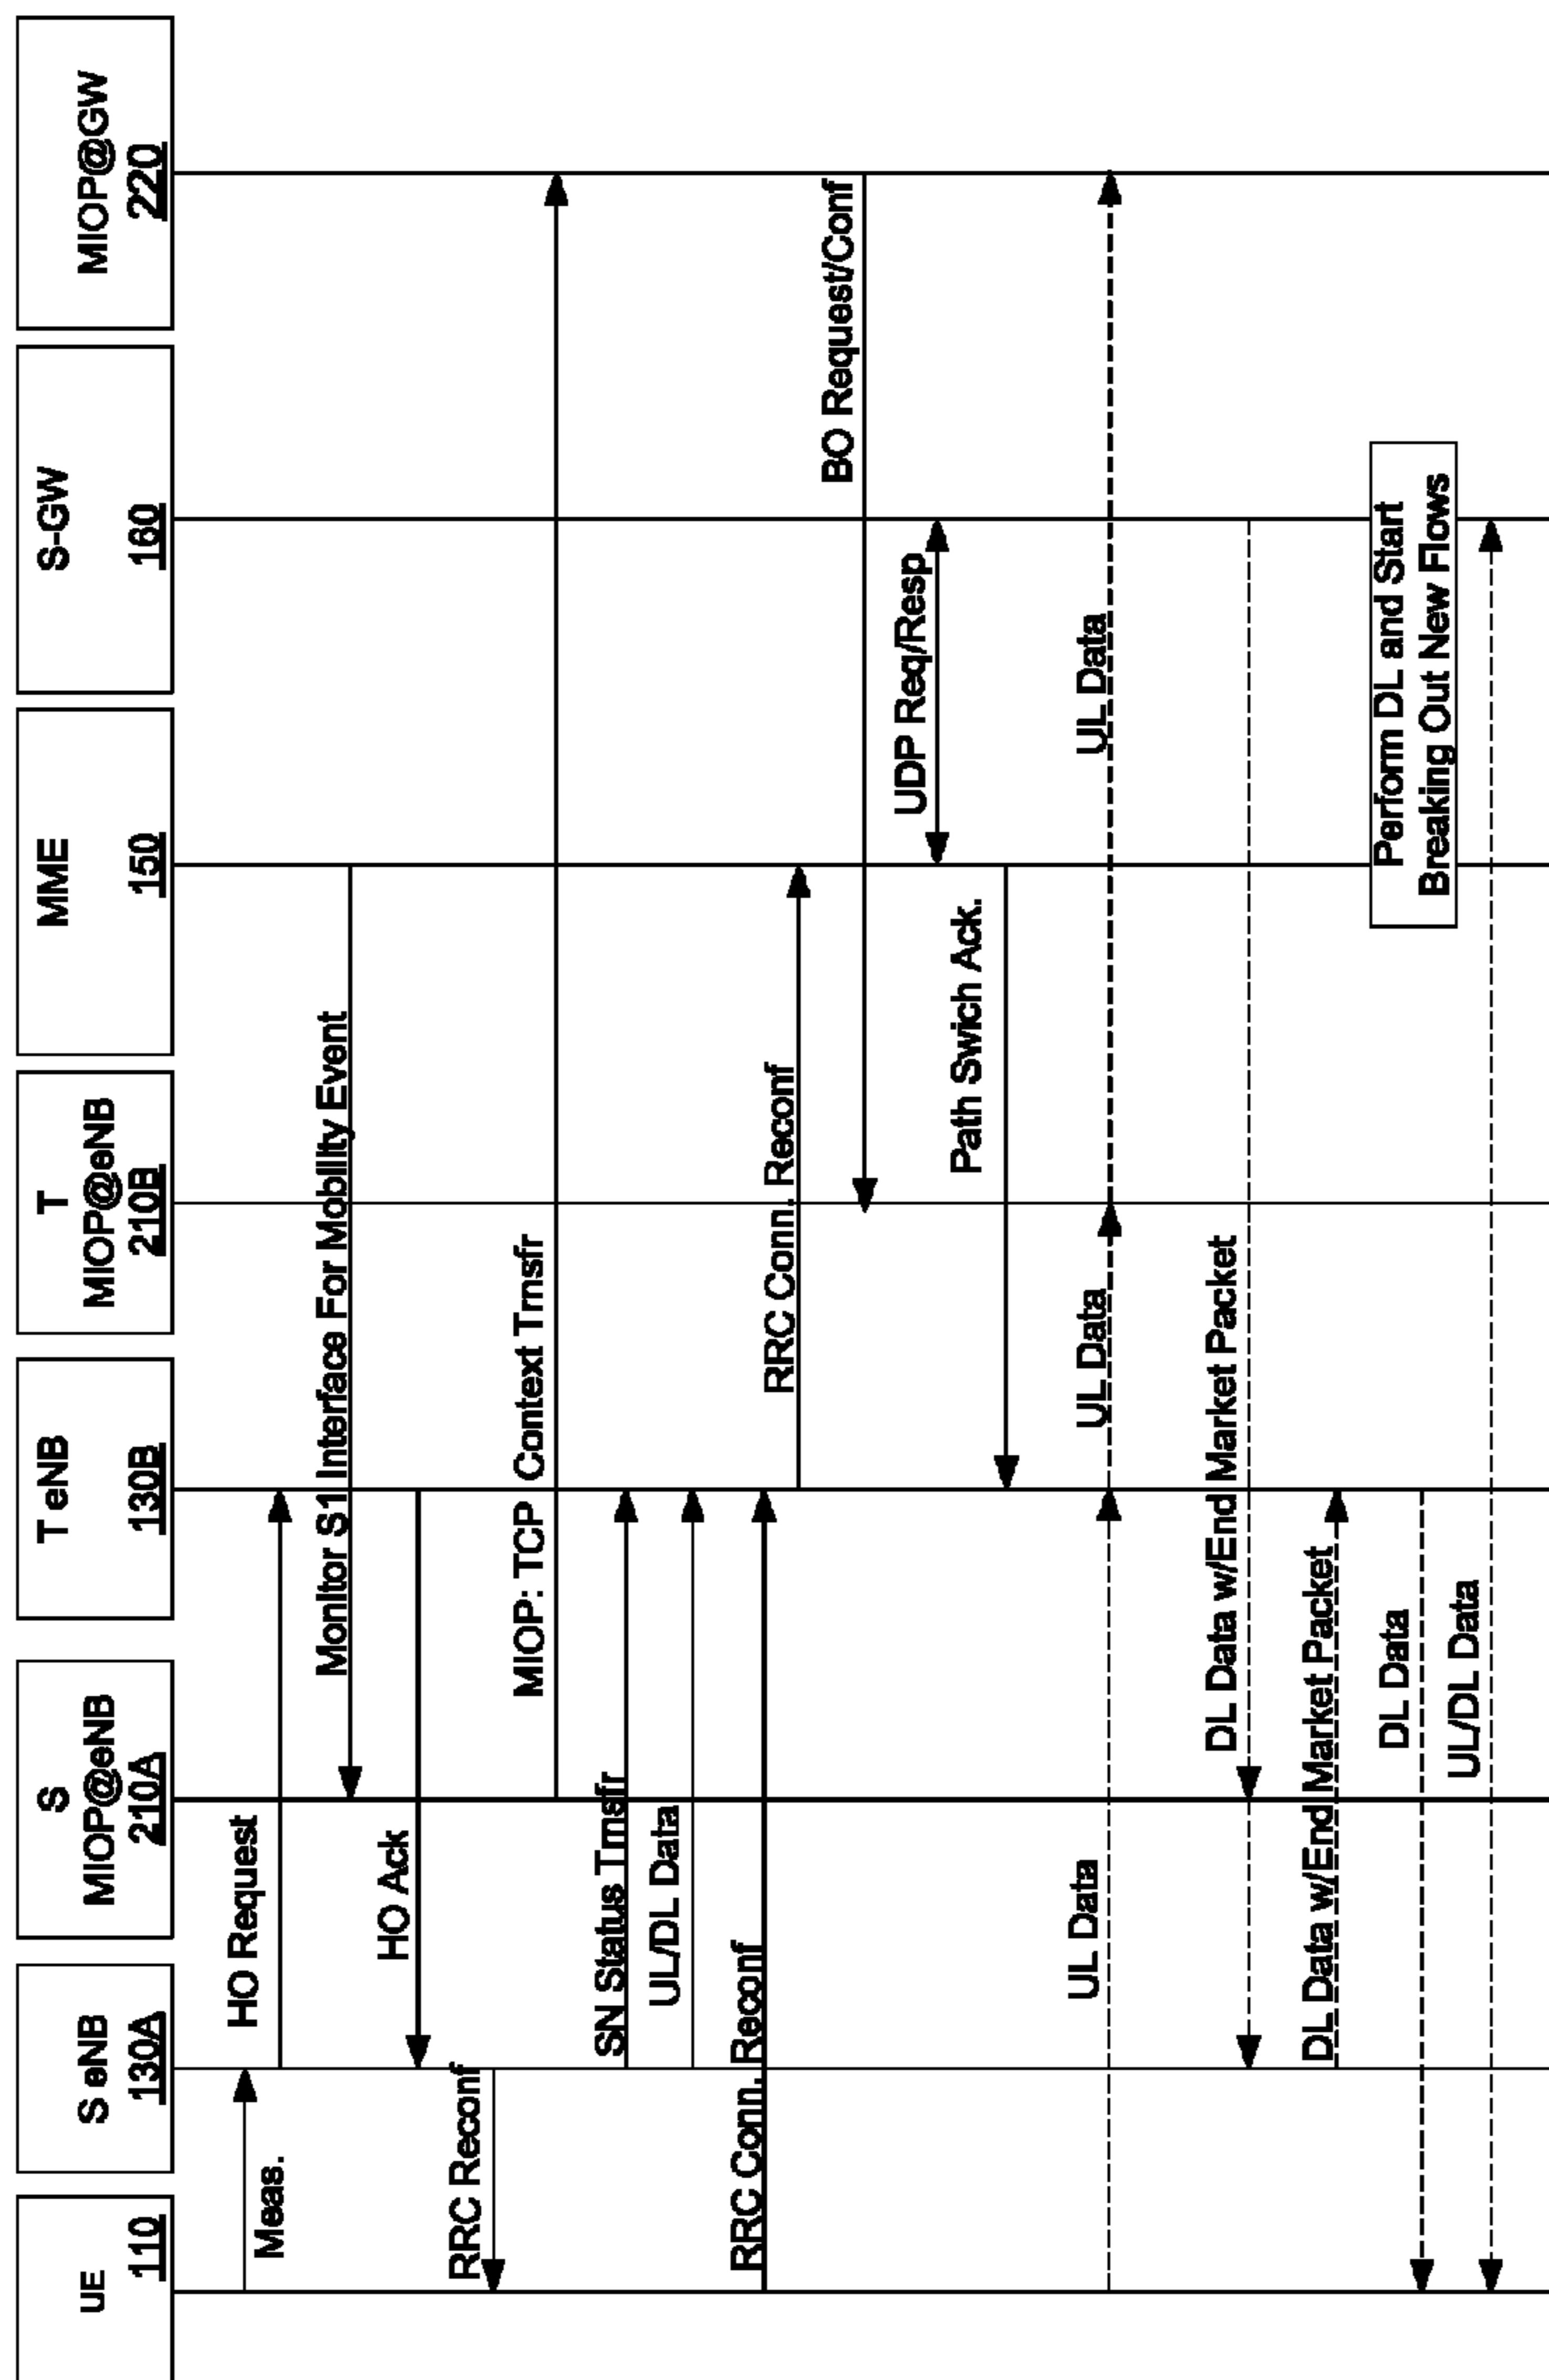 UE
110
S eNB
130A
S
MIOP@eNB
210A
T eNB
130B
T
MIOP@eNB
210B
MME
150
S-GW
160
MIOP@GW
220
Meas.
HO Request
Monitor S1 Interface For Mobility Event
HO Ack
RRC Reconf
MIOP: TCP Context Trnsfr
SN Status Trnsfr
UL/DL Data
RRC Conn. Reconf
RRC Conn. Reconf
BO Request/Conf
UDP Req/Resp
Path Swich Ack.
UL Data
UL Data
UL Data
DL Data w/End Market Packet
DL Data w/End Market Packet
Perform DL and Start
Breaking Out New Flows
DL Data
UL/DL Data